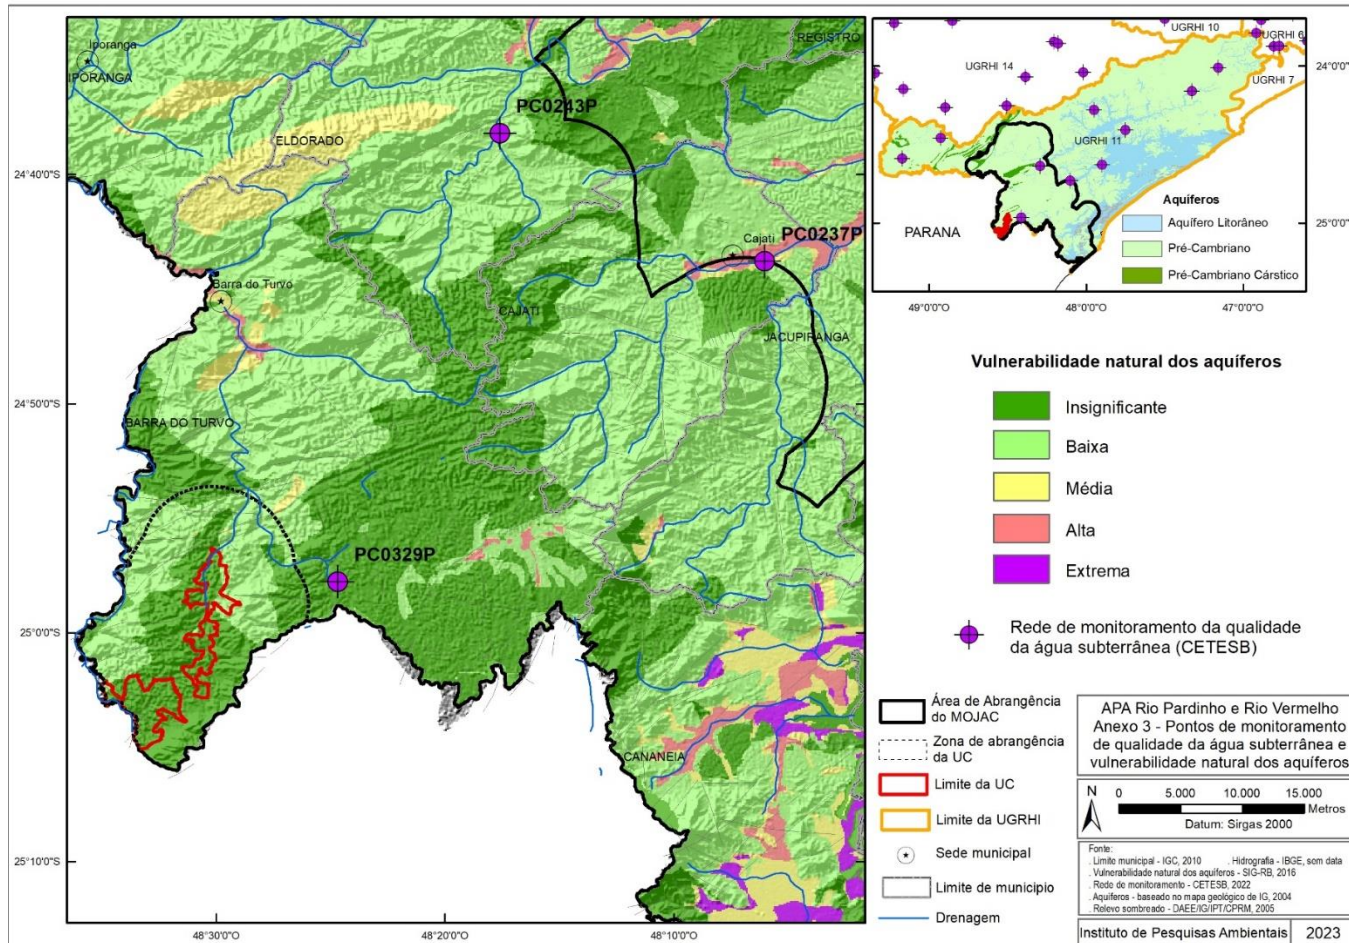 Iporanga
IPORANGA
REGISTRO
PC0243P
ELDORADO
Cajati
PC0237P
Barra do Turvo
CAJATI
JACUPIRANGA
BARRA DO TURVO
PC0329P
CANANEIA
24°40'0"S
24°50'0"S
25°0'0"S
25°10'0"S
48°30'0"O
48°20'0"O
48°10'0"O
UGRHI 10
UGRHI 6
UGRHI 14
UGRHI 7
UGRHI 11
PARANA
24°0'0"S
25°0'0"S
49°0'0"O
48°0'0"O
47°0'0"O
Aquíferos
Aquífero Litorâneo
Pré-Cambriano
Pré-Cambriano Cárstico
Vulnerabilidade natural dos aquíferos
Insignificante
Baixa
Média
Alta
Extrema
Rede de monitoramento da qualidade
da água subterrânea (CETESB)
Área de Abrangência
do MOJAC
Zona de abrangência
da UC
Limite da UC
Limite da UGRHI
Sede municipal
Limite de município
Drenagem
APA Rio Pardinho e Rio Vermelho
Anexo 3 - Pontos de monitoramento
de qualidade da água subterrânea e
vulnerabilidade natural dos aquíferos
N
0 5.000 10.000 15.000
Metros
Datum: Sirgas 2000
Fonte:
. Limite municipal - IGC, 2010 . Hidrografia - IBGE, som data
. Vulnerabilidade natural dos aquíferos - SIG-RB, 2016
. Rede de monitoramento - CETESB, 2022
. Aquíferos - baseado no mapa geológico de IG, 2004
. Relevo sombreado - DAEE/IG/IPT/CPRM, 2005
Instituto de Pesquisas Ambientais 2023